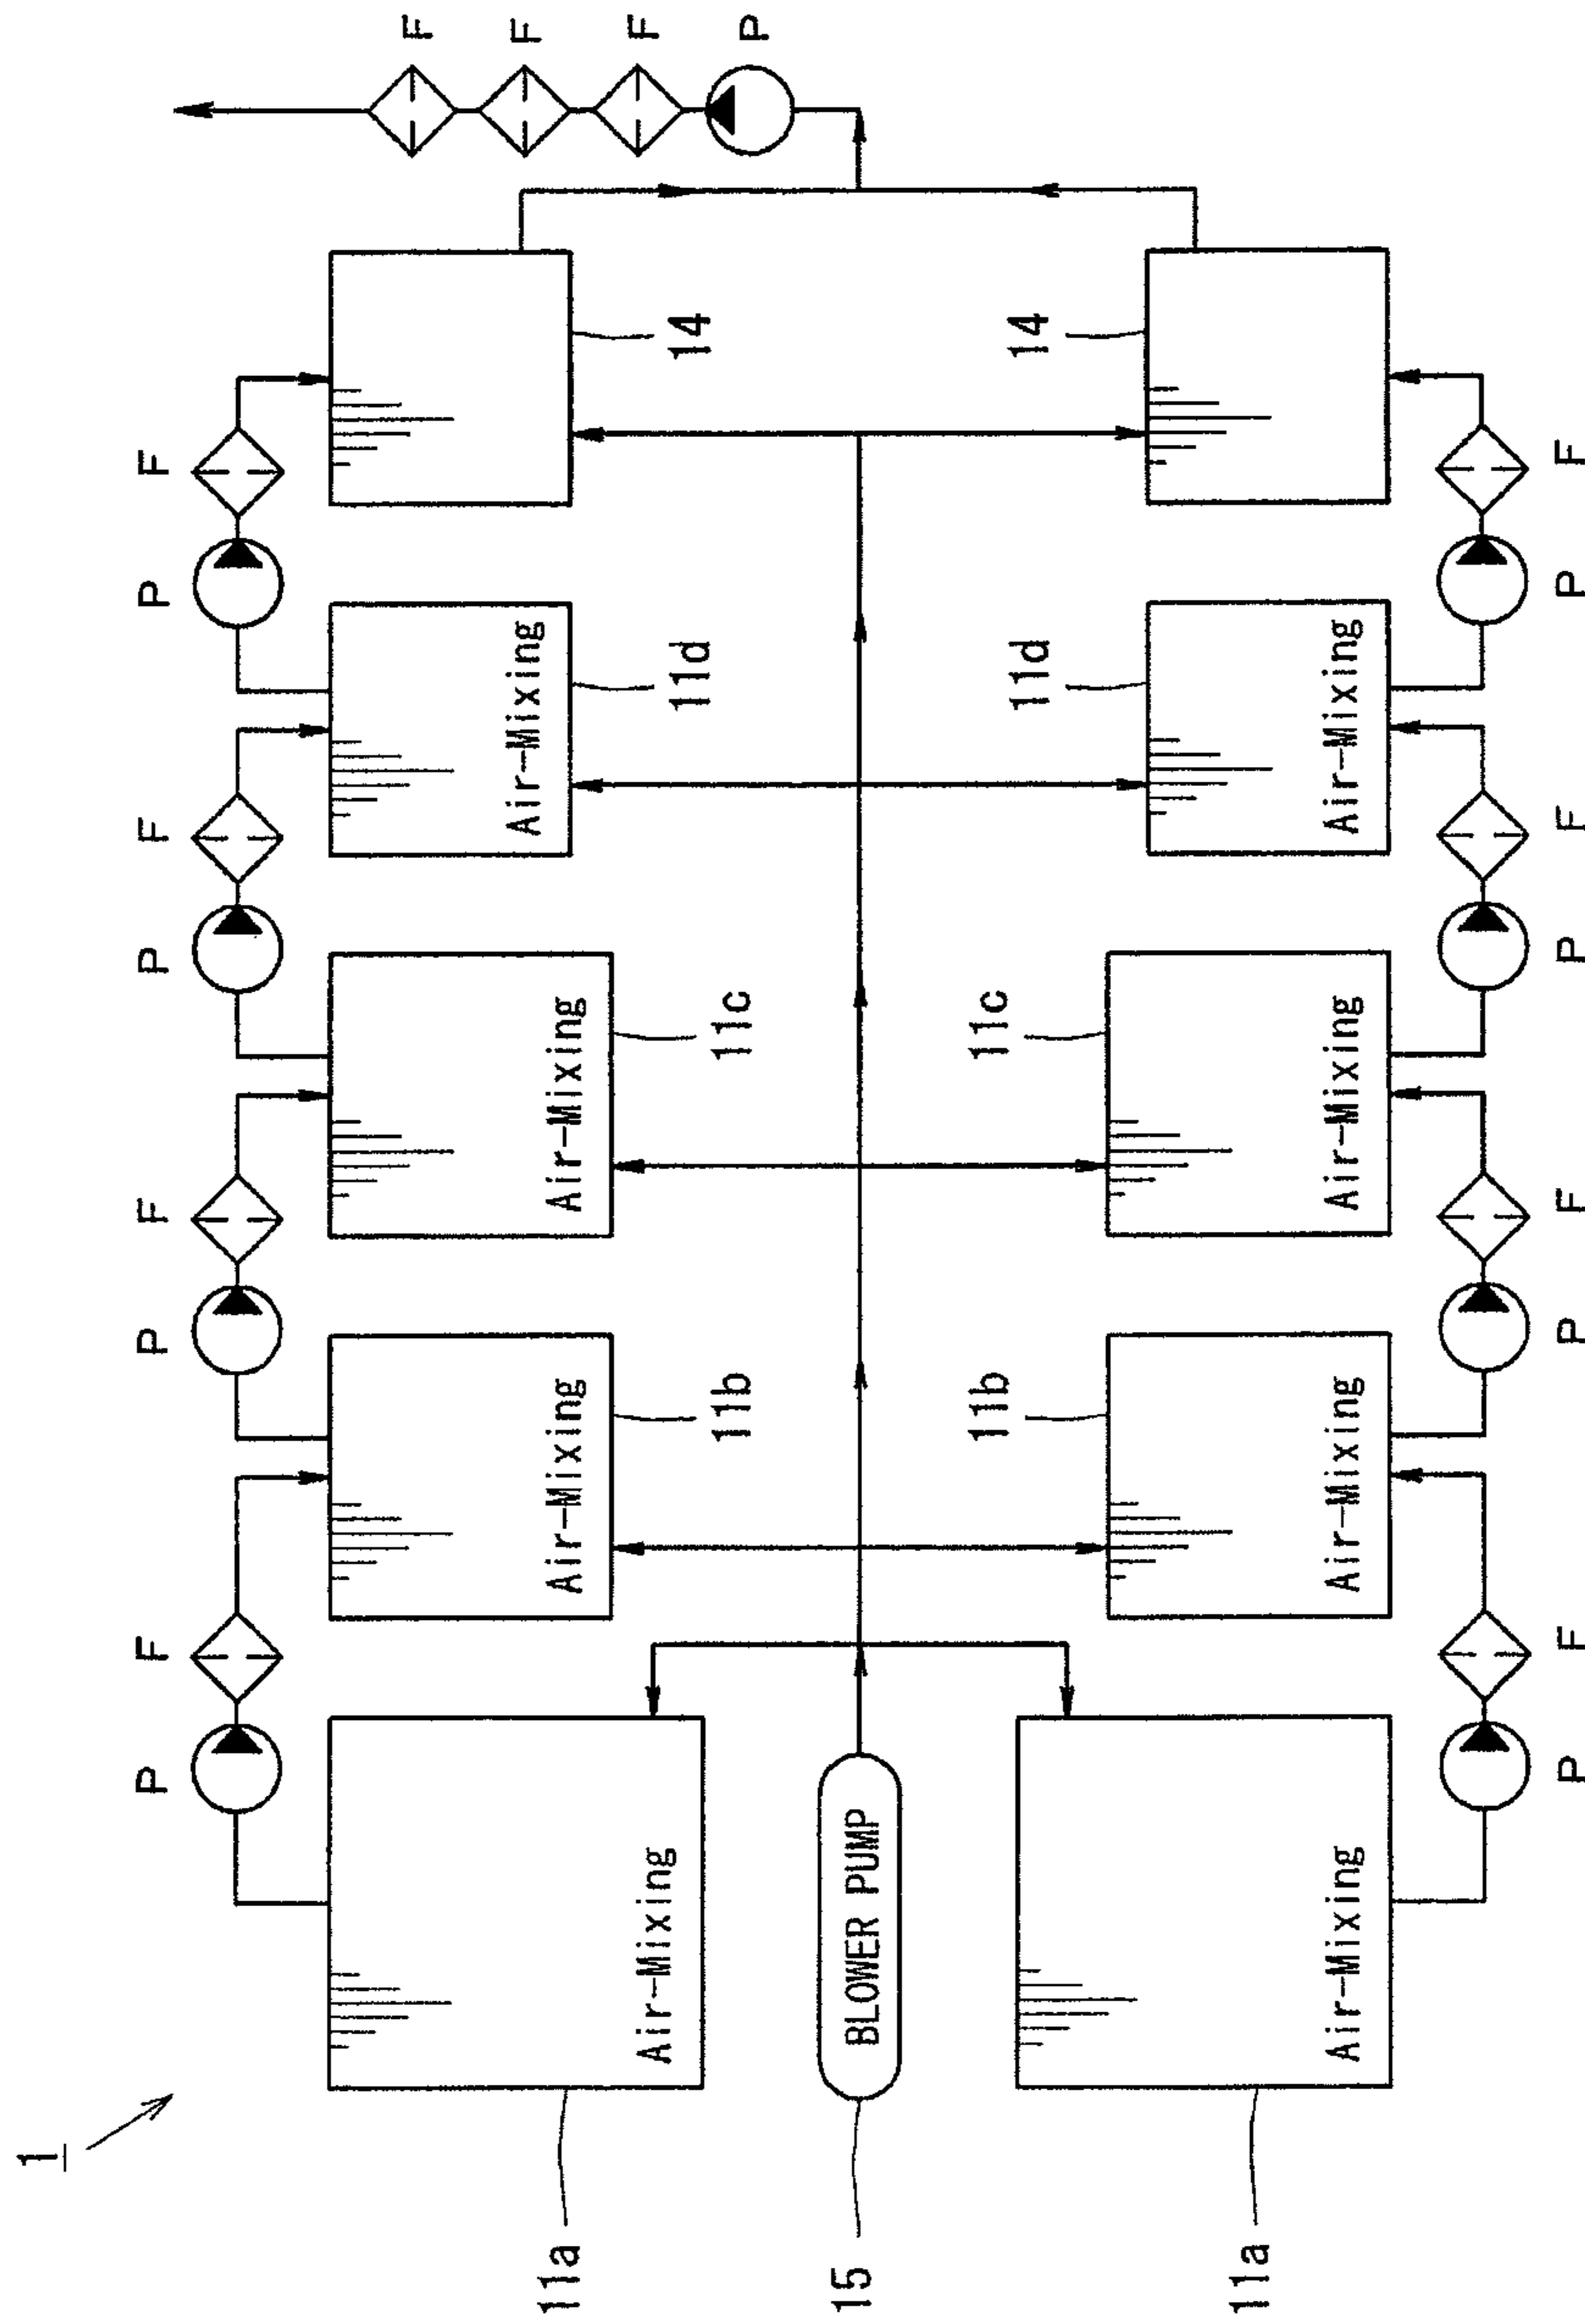 1
P F P F P F P F
F
F
Air-Mixing
Air-Mixing
Air-Mixing
11a
F
Air-Mixing
11d
14
11b
11c
P
15
BLOWER PUMP
11b
11c
11d
14
11a
Air-Mixing
Air-Mixing
Air-Mixing
Air-Mixing
P F P F P F P F